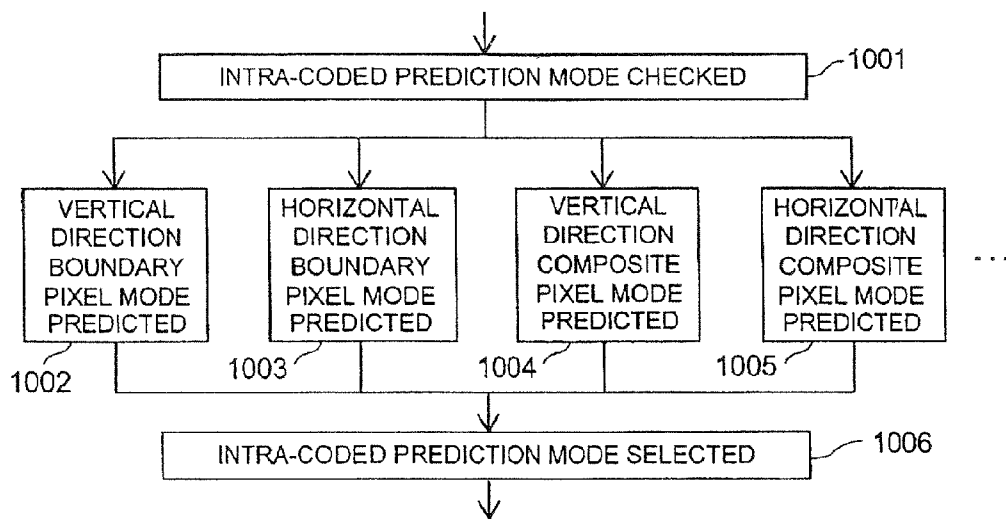 INTRA-CODED PREDICTION MODE CHECKED
1001
VERTICAL
DIRECTION
BOUNDARY
PIXEL MODE
PREDICTED
1002
HORIZONTAL
DIRECTION
BOUNDARY
PIXEL MODE
PREDICTED
1003
VERTICAL
DIRECTION
COMPOSITE
PIXEL MODE
PREDICTED
1004
HORIZONTAL
DIRECTION
COMPOSITE
PIXEL MODE
PREDICTED
1005
...
INTRA-CODED PREDICTION MODE SELECTED
1006